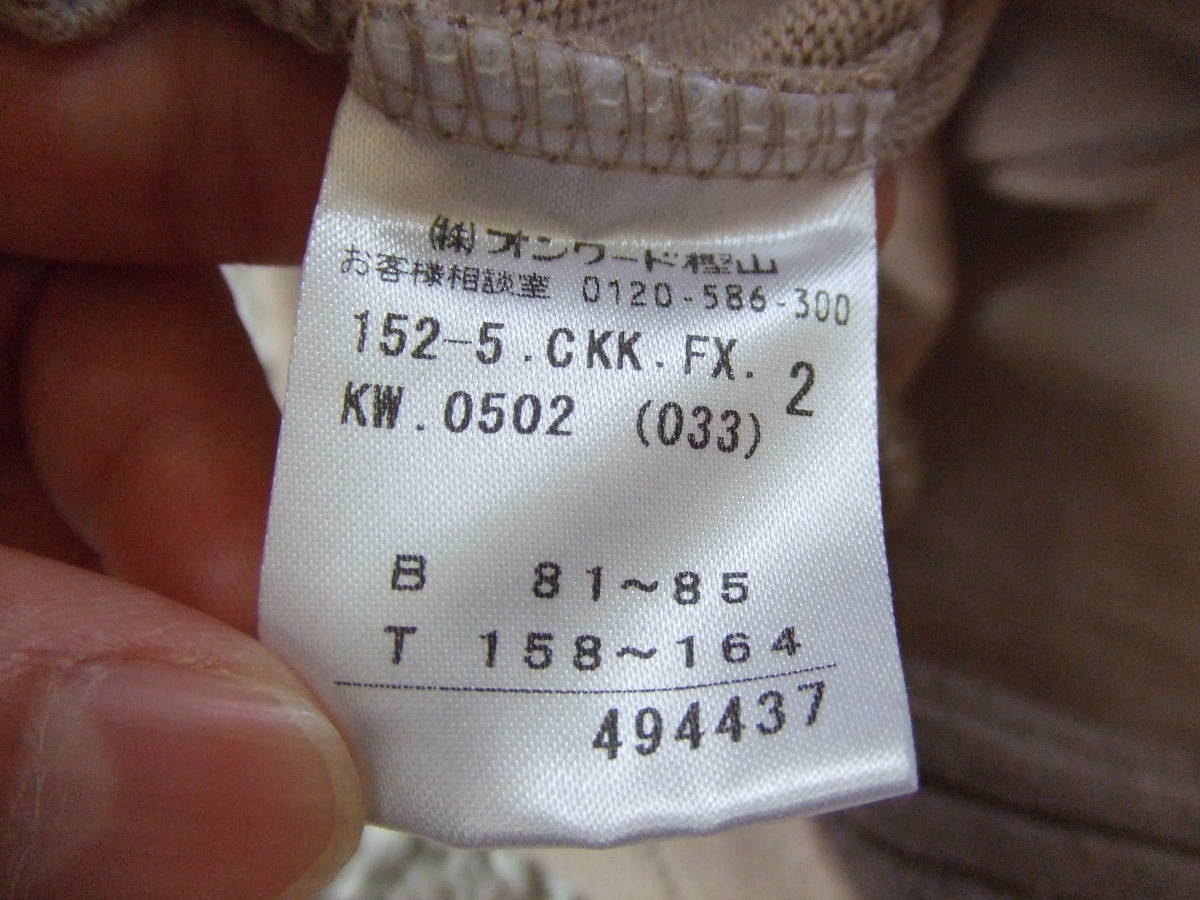 (株)オンワード樫山
お客様相談室 0120-586-300
152-5.CKK.FX. 2
KW.0502 (033)
B 81～85
T 158～164
494437